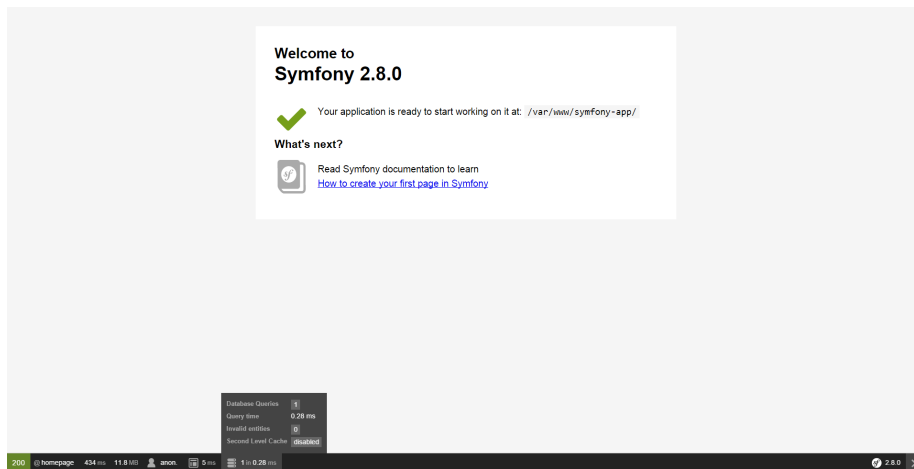 Welcome to
Symfony 2.8.0
Your application is ready to start working on it at: /var/www/symfony-app/
What's next?
Read Symfony documentation to learn
How to create your first page in Symfony
Database Queries 1
Query time 0.28 ms
Invalid entities 0
Second Level Cache disabled
200 @ homepage 434 ms 11.8 MB anon. 5 ms 1 in 0.28 ms sf 2.8.0